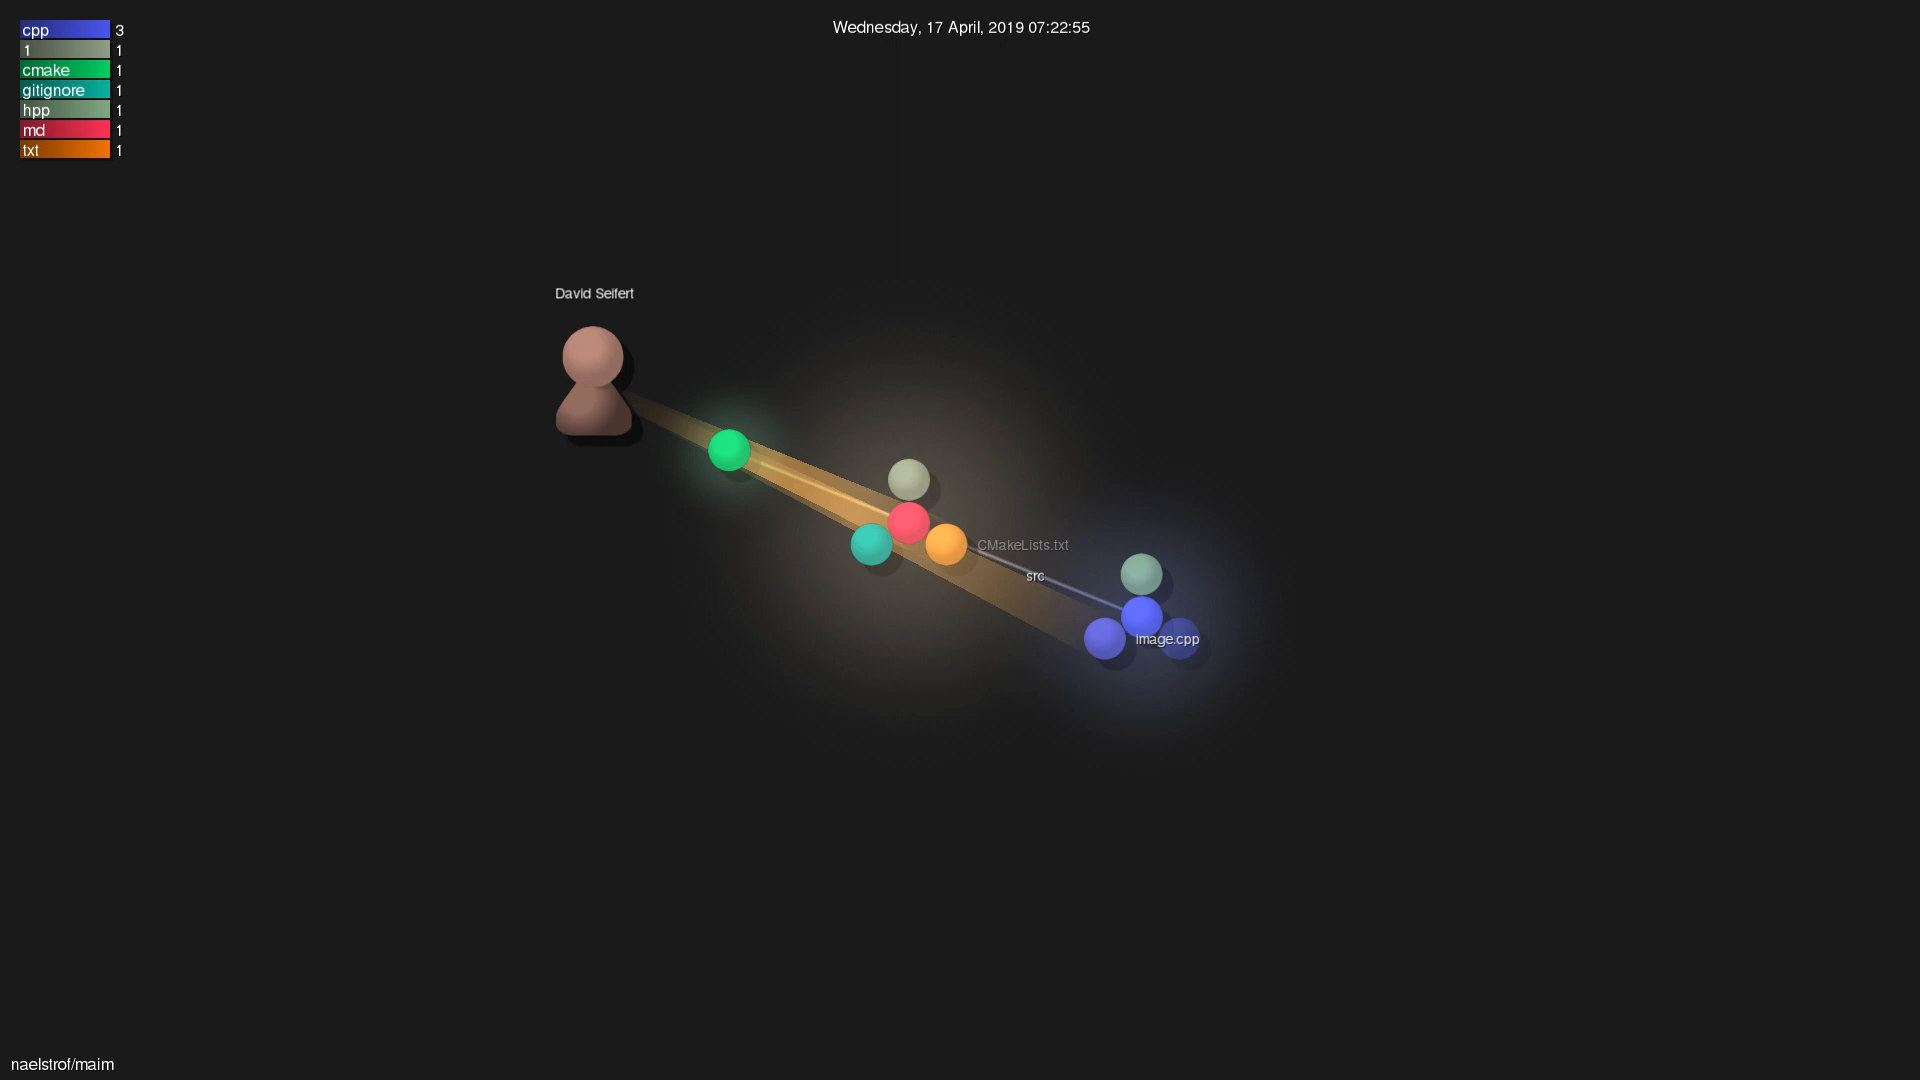 Wednesday, 17 April, 2019 07:22:55
cpp 3
1 1
cmake 1
gitignore 1
hpp 1
md 1
txt 1
David Seifert
CMakeLists.txt
src
image.cpp
naelstrof/maim